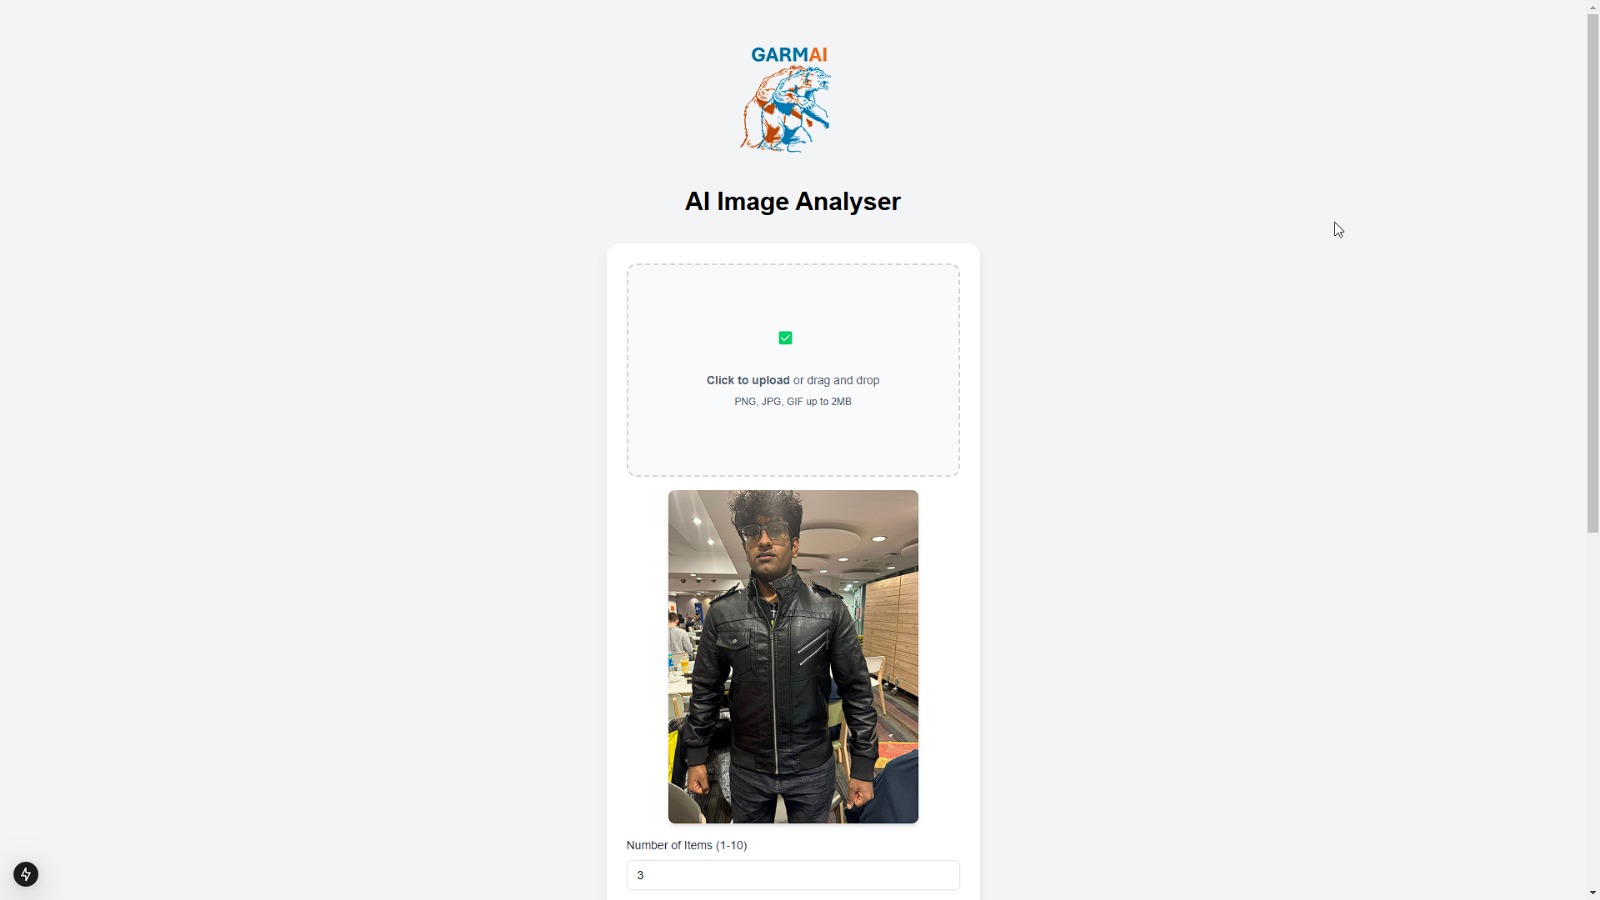 GARMAI
AI Image Analyser
Click to upload or drag and drop
PNG, JPG, GIF up to 2MB
Number of Items (1-10)
3